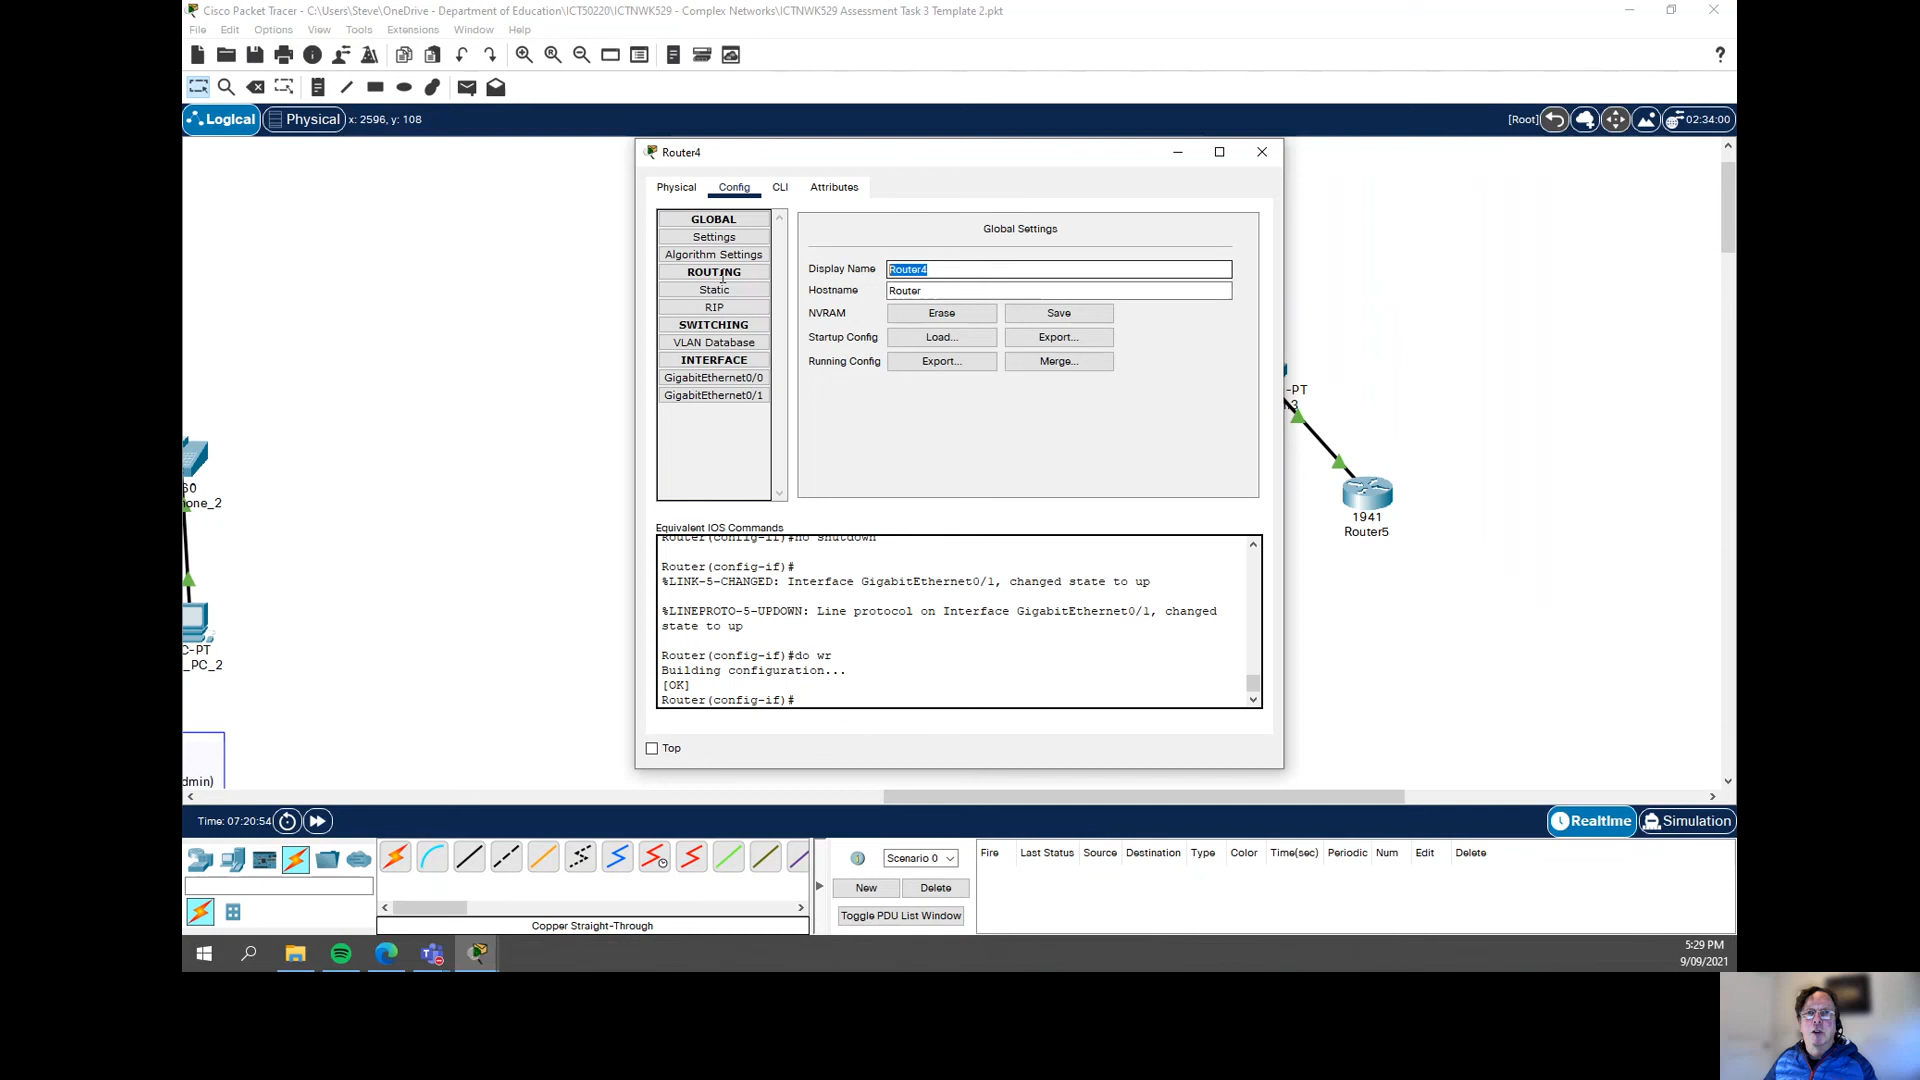 Cisco Packet Tracer - C:\Users\Steve\OneDrive - Department of Education\ICT50220\ICTNWK529 - Complex Networks\ICTNWK529 Assessment Task 3 Template 2.pkt
File Edit Options View Tools Extensions Window Help
?
Logical Physical x: 2596, y: 108
[Root] 02:34:00
Router4
Physical Config CLI Attributes
GLOBAL
Settings
Algorithm Settings
ROUTING
Static
RIP
SWITCHING
VLAN Database
INTERFACE
GigabitEthernet0/0
GigabitEthernet0/1
Global Settings
Display Name Router4
Hostname Router
NVRAM Erase Save
Startup Config Load... Export...
Running Config Export... Merge...
Equivalent IOS Commands
Router(config-if)#no shutdown
Router(config-if)#
%LINK-5-CHANGED: Interface GigabitEthernet0/1, changed state to up
%LINEPROTO-5-UPDOWN: Line protocol on Interface GigabitEthernet0/1, changed
state to up
Router(config-if)#do wr
Building configuration...
[OK]
Router(config-if)#
Top
60
one_2
C-PT
_PC_2
dmin)
-PT
3
1941
Router5
Time: 07:20:54
Realtime Simulation
Scenario 0
New Delete
Toggle PDU List Window
Fire Last Status Source Destination Type Color Time(sec) Periodic Num Edit Delete
Copper Straight-Through
5:29 PM
9/09/2021